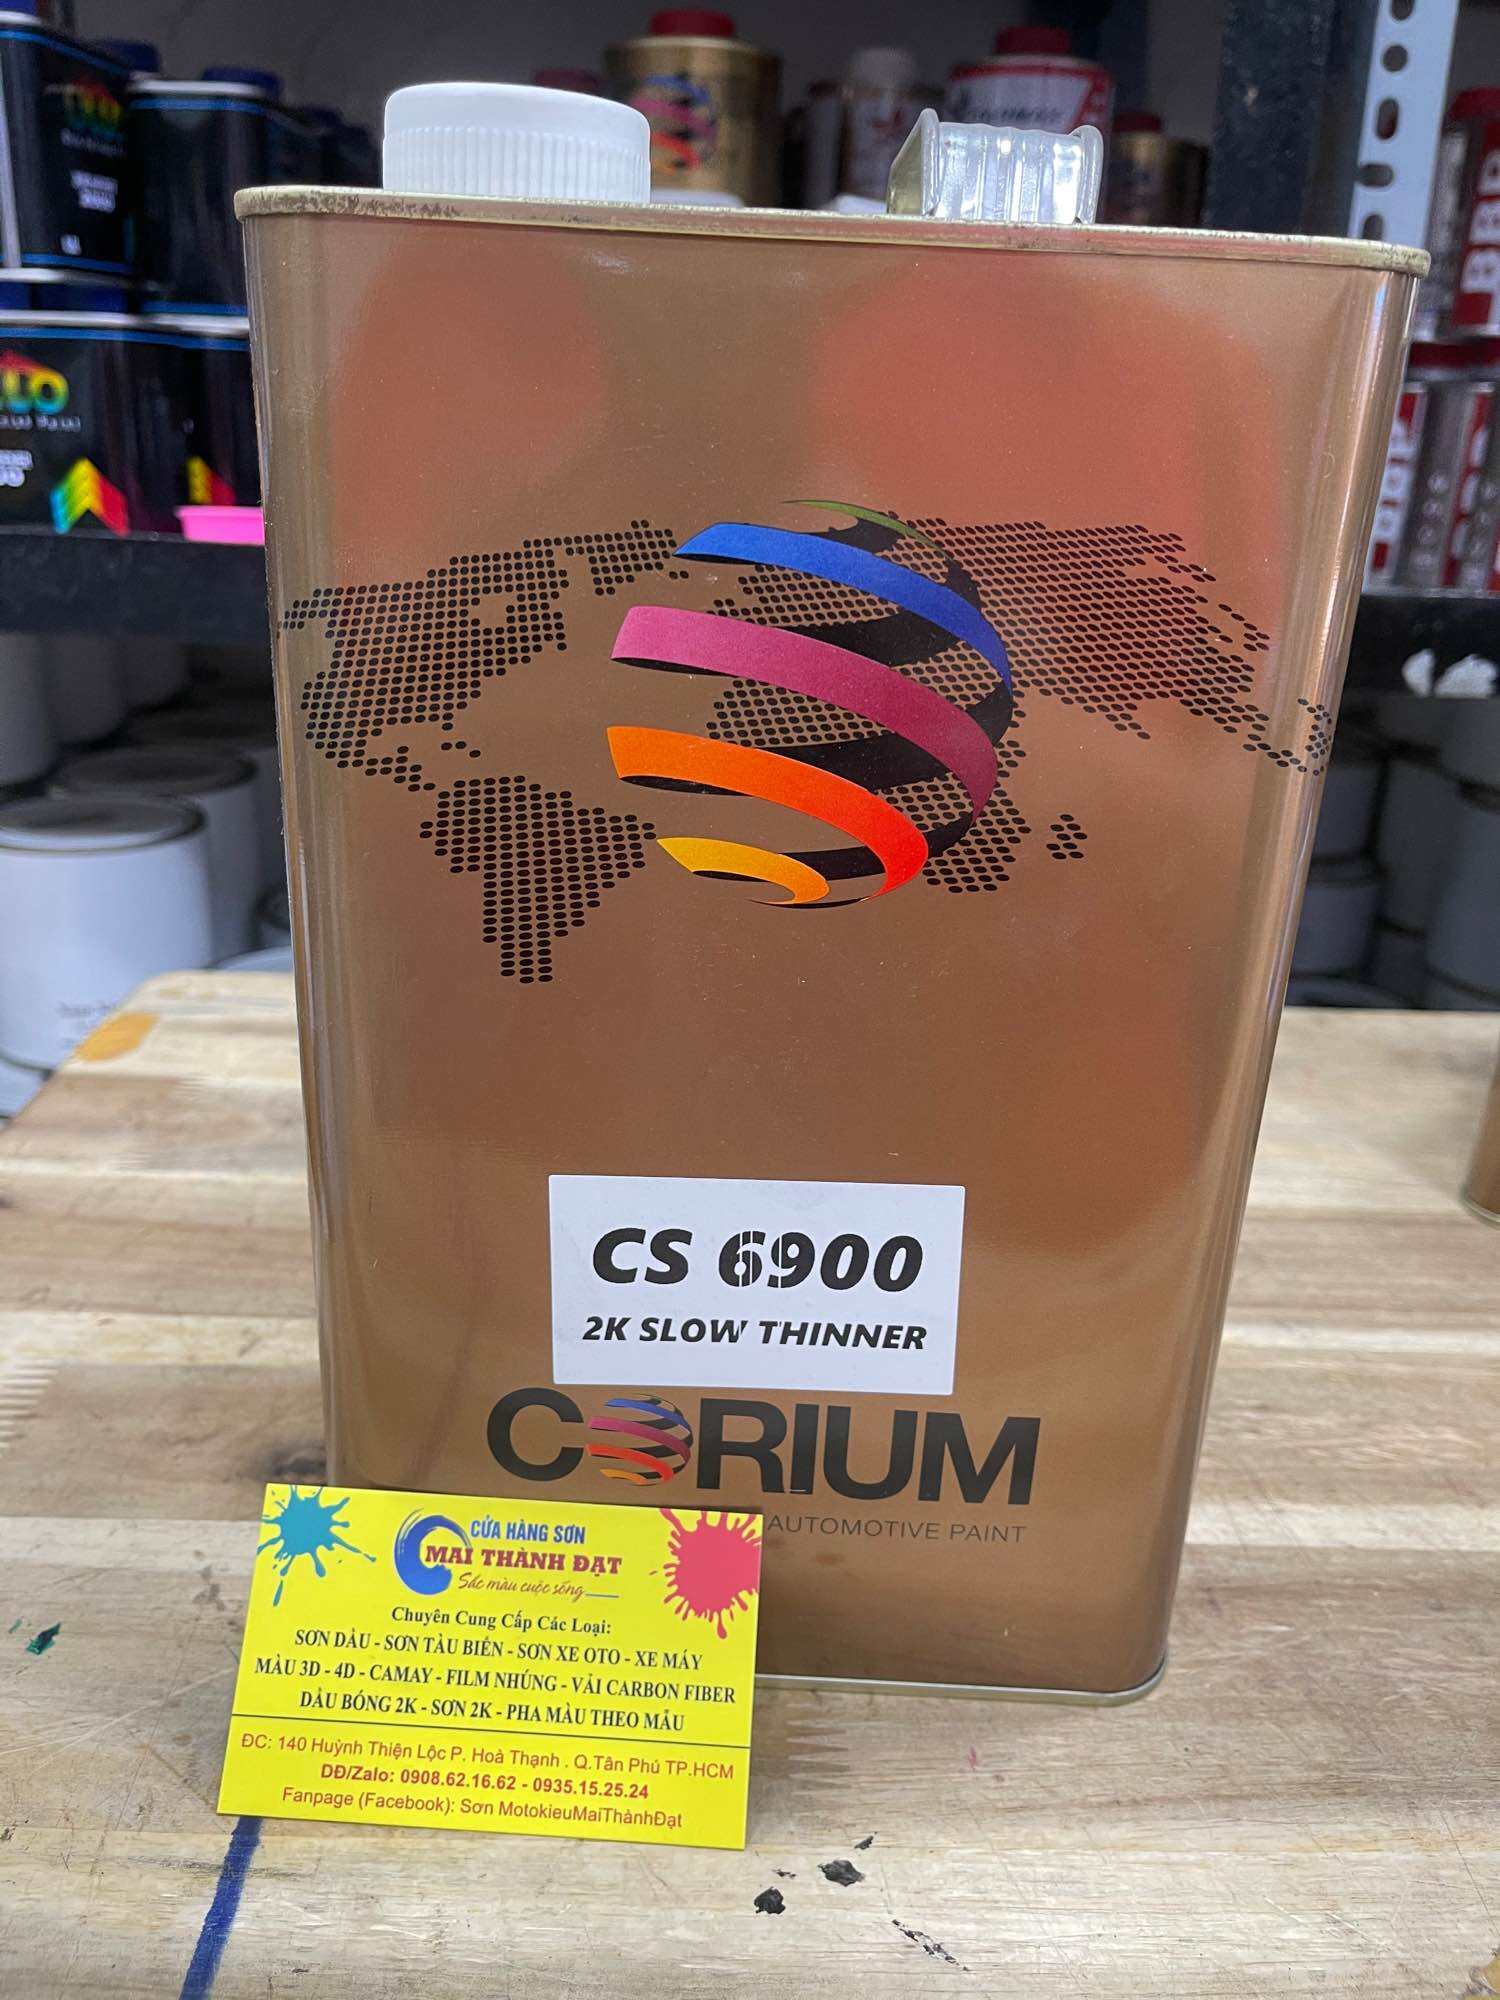 CS 6900
2K SLOW THINNER
CORIUM
AUTOMOTIVE PAINT
CỬA HÀNG SƠN
MAI THÀNH ĐẠT
Sắc màu cuộc sống
Chuyên Cung Cấp Các Loại:
SƠN DẦU - SƠN TÀU BIỂN - SƠN XE OTO - XE MÁY
MÀU 3D - 4D - CAMAY - FILM NHÚNG - VẢI CARBON FIBER
DẦU BÓNG 2K - SƠN 2K - PHA MÀU THEO MẪU
ĐC: 140 Huỳnh Thiện Lộc P. Hoà Thạnh . Q.Tân Phú TP.HCM
DĐ/Zalo: 0908.62.16.62 - 0935.15.25.24
Fanpage (Facebook): Sơn MotokieuMaiThànhĐạt